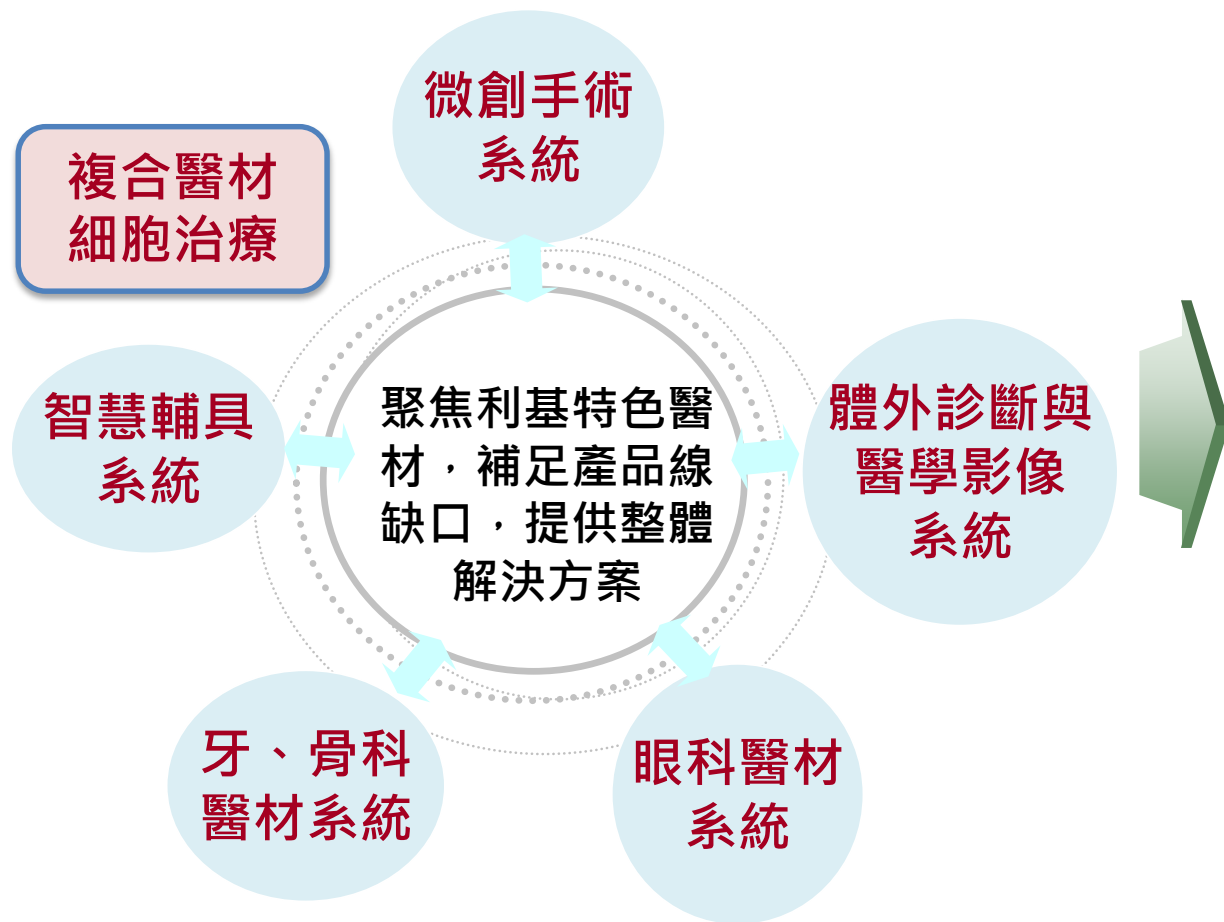 微創手術
系統
複合醫材
細胞治療
智慧輔具
系統
聚焦利基特色醫
材，補足產品線
缺口，提供整體
解決方案
體外診斷與
醫學影像
系統
牙、骨科
醫材系統
眼科醫材
系統